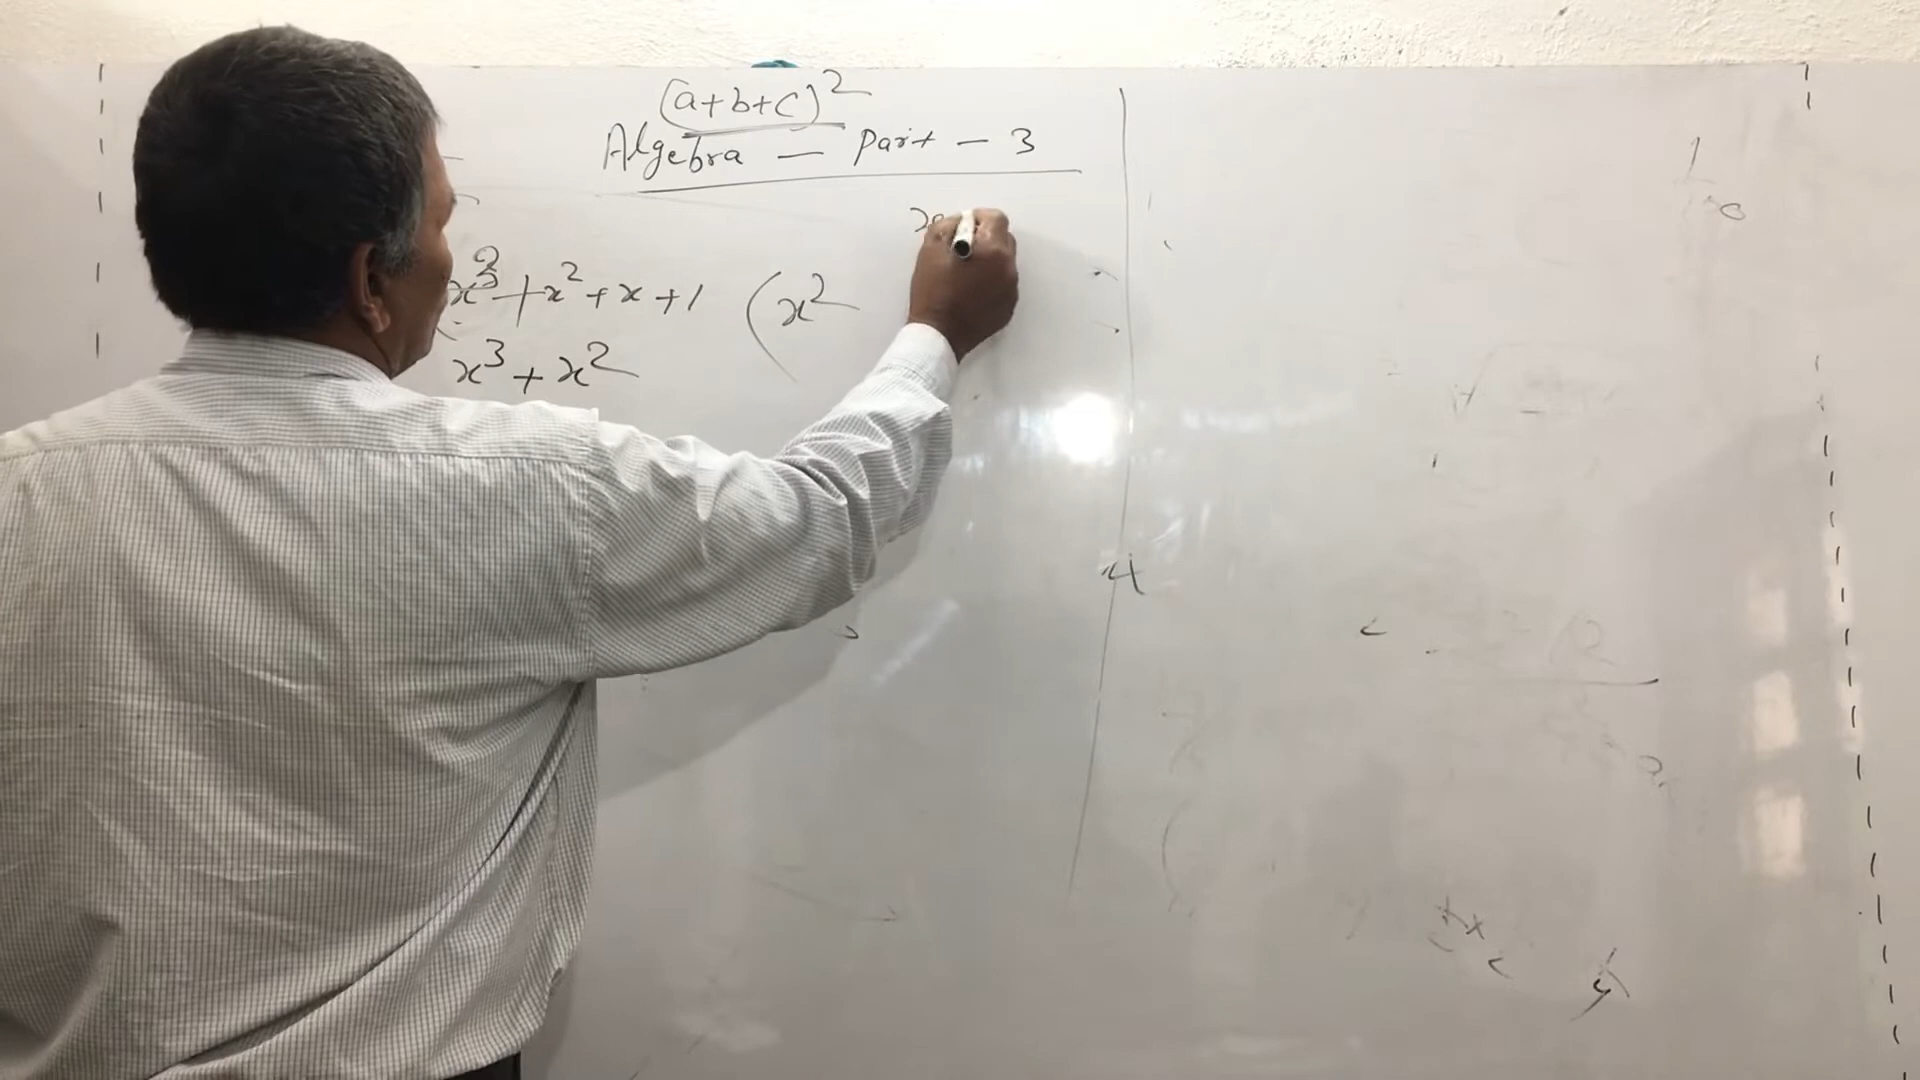 (a+b+c)²
Algebra — Part - 3
x³+x²+x+1 (x²
x³+x²